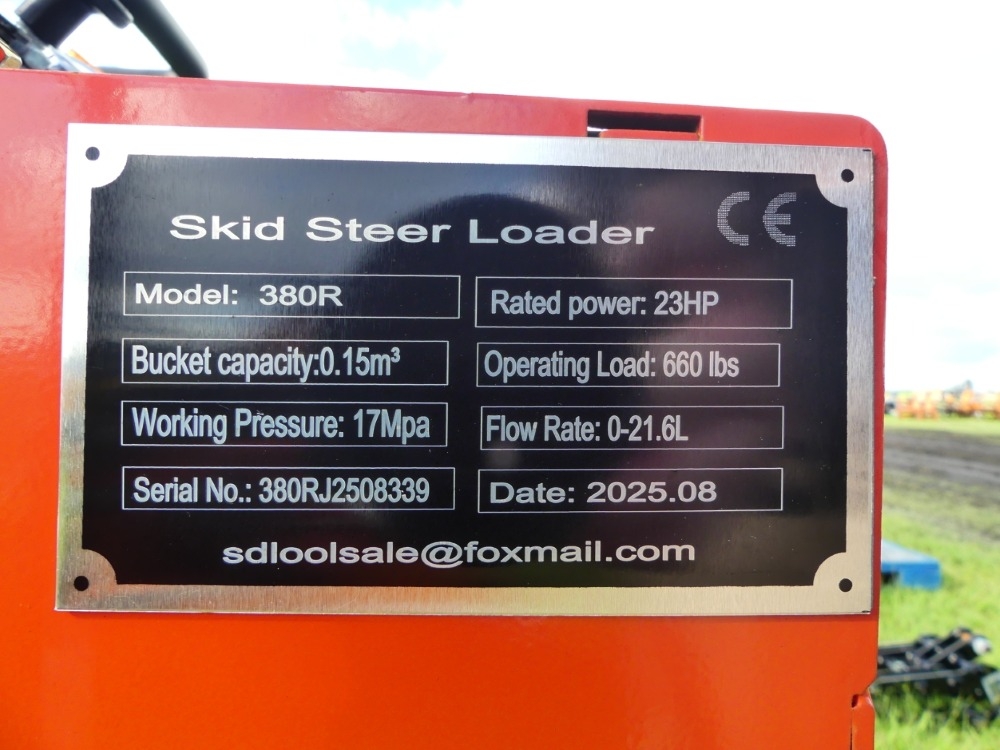 Skid Steer Loader CE
Model: 380R
Rated power: 23HP
Bucket capacity:0.15m³
Operating Load: 660 lbs
Working Pressure: 17Mpa
Flow Rate: 0-21.6L
Serial No.: 380RJ2508339
Date: 2025.08
sdloolsale@foxmail.com